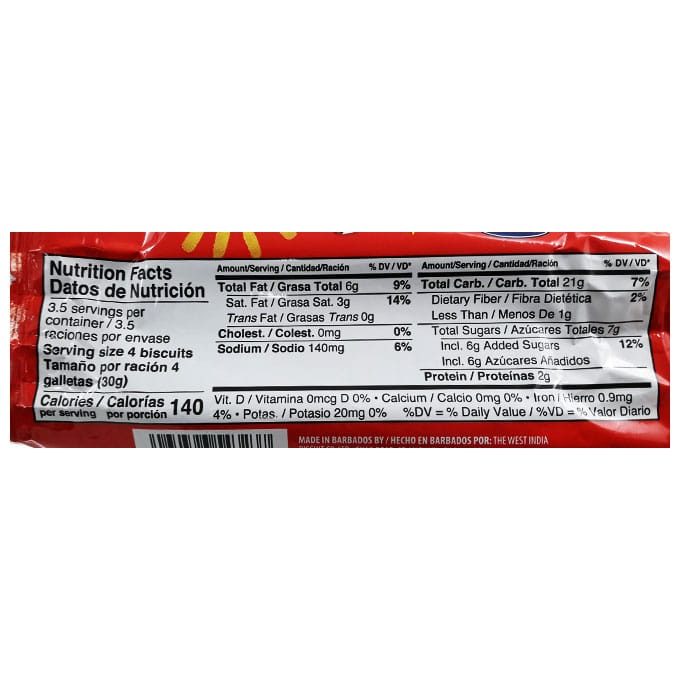 Nutrition Facts
Datos de Nutrición
3.5 servings per
container / 3.5
raciones por envase
Serving size 4 biscuits
Tamaño por ración 4
galletas (30g)
Calories / Calorías 140
per serving por porción
Amount/Serving / Cantidad/Ración % DV / VD*
Total Fat / Grasa Total 6g 9%
Sat. Fat / Grasa Sat. 3g 14%
Trans Fat / Grasas Trans 0g
Cholest. / Colest. 0mg 0%
Sodium / Sodio 140mg 6%
Amount/Serving / Cantidad/Ración % DV / VD*
Total Carb. / Carb. Total 21g 7%
Dietary Fiber / Fibra Dietética 2%
Less Than / Menos De 1g
Total Sugars / Azúcares Totales 7g
Incl. 6g Added Sugars 12%
Incl. 6g Azúcares Añadidos
Protein / Proteínas 2g
Vit. D / Vitamina 0mcg D 0% • Calcium / Calcio 0mg 0% • Iron / Hierro 0.9mg
4% • Potas. / Potasio 20mg 0% %DV = % Daily Value / %VD = % Valor Diario
MADE IN BARBADOS BY / HECHO EN BARBADOS POR: THE WEST INDIA